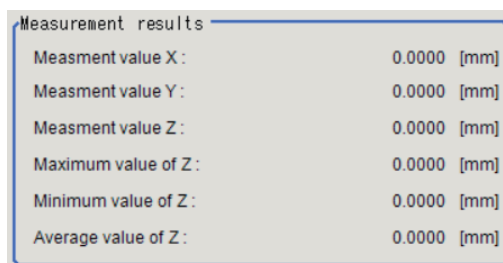 Measurement results
Measment value X : 0.0000 [mm]
Measment value Y : 0.0000 [mm]
Measment value Z : 0.0000 [mm]
Maximum value of Z : 0.0000 [mm]
Minimum value of Z : 0.0000 [mm]
Average value of Z : 0.0000 [mm]